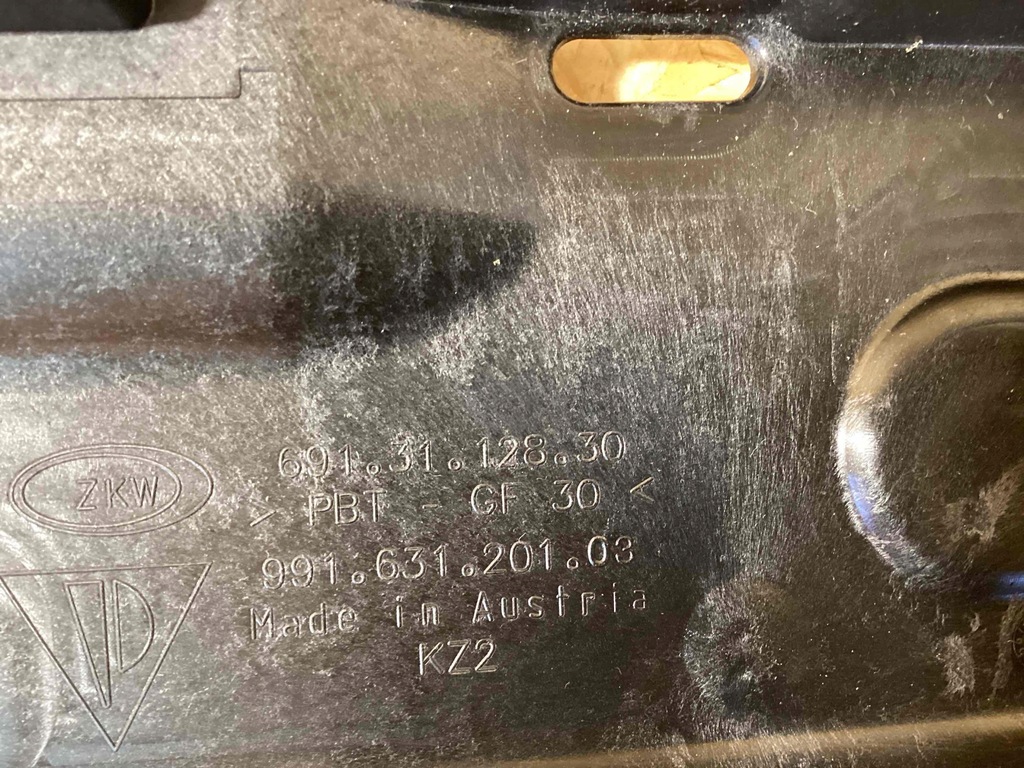 ZKW
691.31.128.30
> PBT - GF 30 <
991.631.201.03
Made in Austria
KZ2